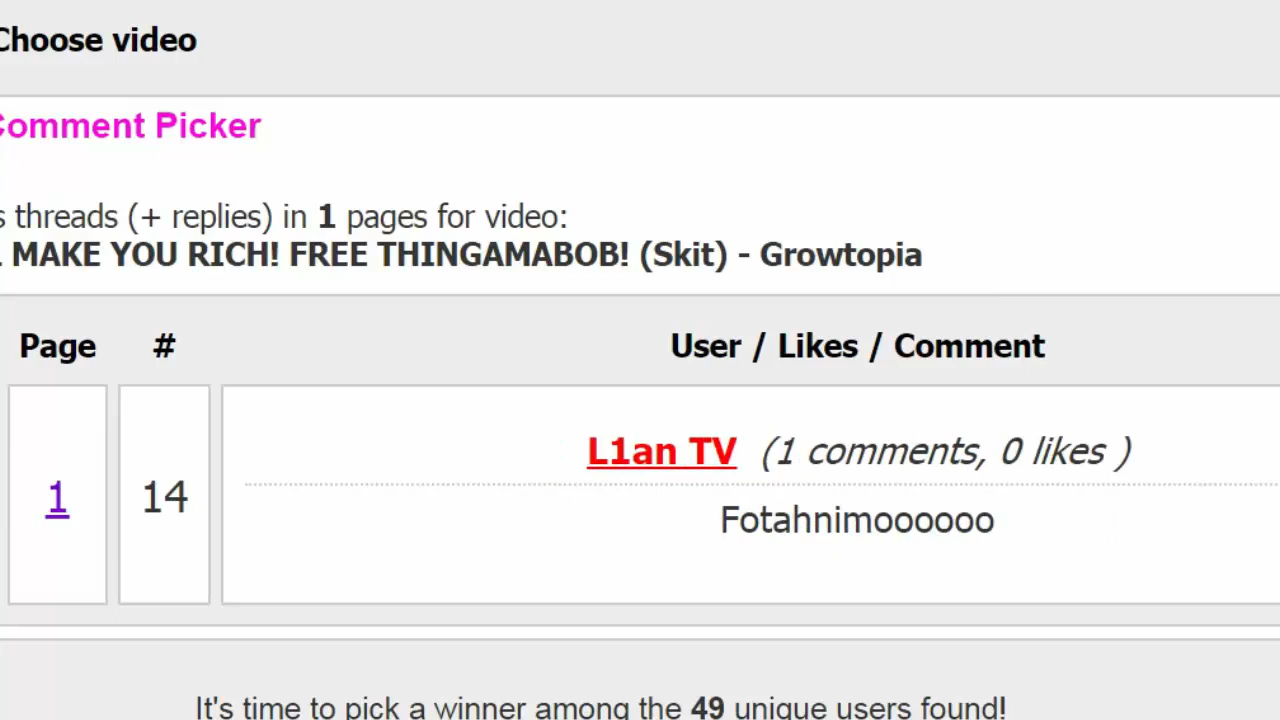 Choose video
Comment Picker
s threads (+ replies) in 1 pages for video:
MAKE YOU RICH! FREE THINGAMABOB! (Skit) - Growtopia
Page # User / Likes / Comment
L1an TV (1 comments, 0 likes )
1 14
Fotahnimoooooo
It's time to pick a winner among the 49 unique users found!